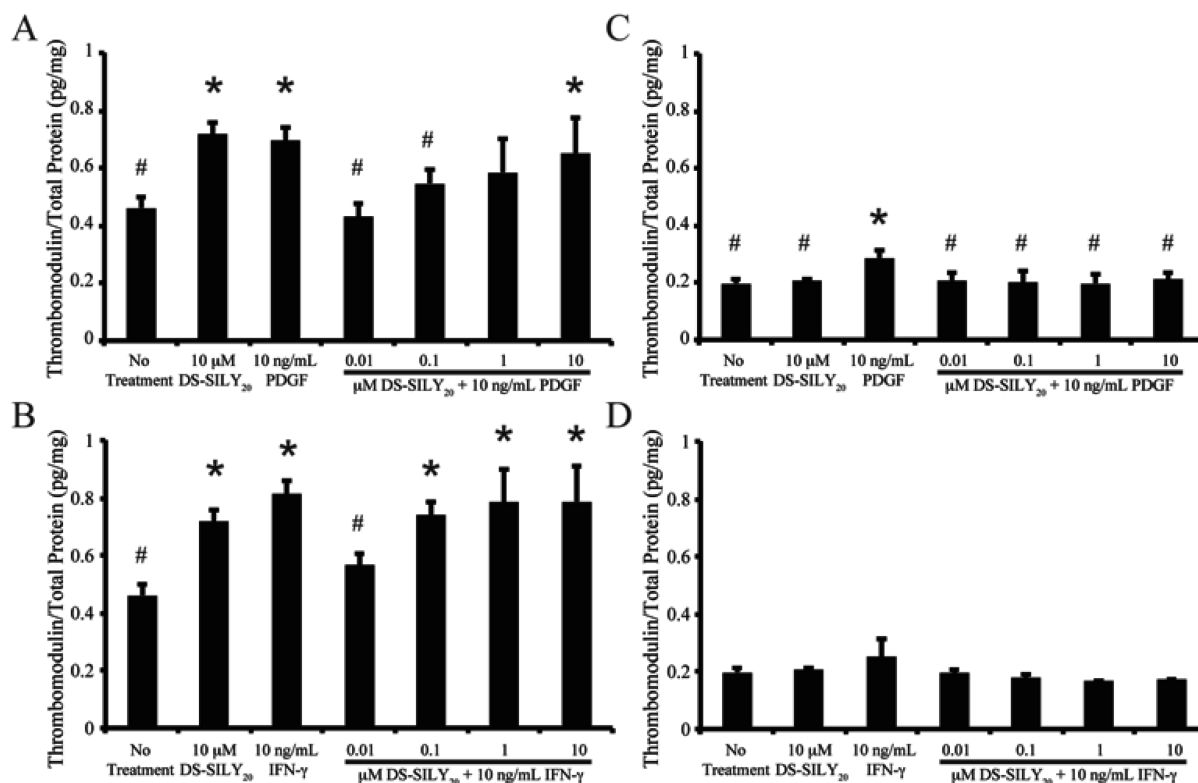 A
Thrombomodulin/Total Protein (pg/mg)
1
0.8
0.6
0.4
0.2
0
#
*
*
#
#
*
No Treatment
10 μM DS-SILY₂₀
10 ng/mL PDGF
0.01
0.1
1
10
μM DS-SILY₂₀ + 10 ng/mL PDGF
C
Thrombomodulin/Total Protein (pg/mg)
1
0.8
0.6
0.4
0.2
0
#
#
*
#
#
#
#
No Treatment
10 μM DS-SILY₂₀
10 ng/mL PDGF
0.01
0.1
1
10
μM DS-SILY₂₀ + 10 ng/mL PDGF
B
Thrombomodulin/Total Protein (pg/mg)
1
0.8
0.6
0.4
0.2
0
#
*
*
#
*
*
*
No Treatment
10 μM DS-SILY₂₀
10 ng/mL IFN-γ
0.01
0.1
1
10
μM DS-SILY₂₀ + 10 ng/mL IFN-γ
D
Thrombomodulin/Total Protein (pg/mg)
1
0.8
0.6
0.4
0.2
0
No Treatment
10 μM DS-SILY₂₀
10 ng/mL IFN-γ
0.01
0.1
1
10
μM DS-SILY₂₀ + 10 ng/mL IFN-γ